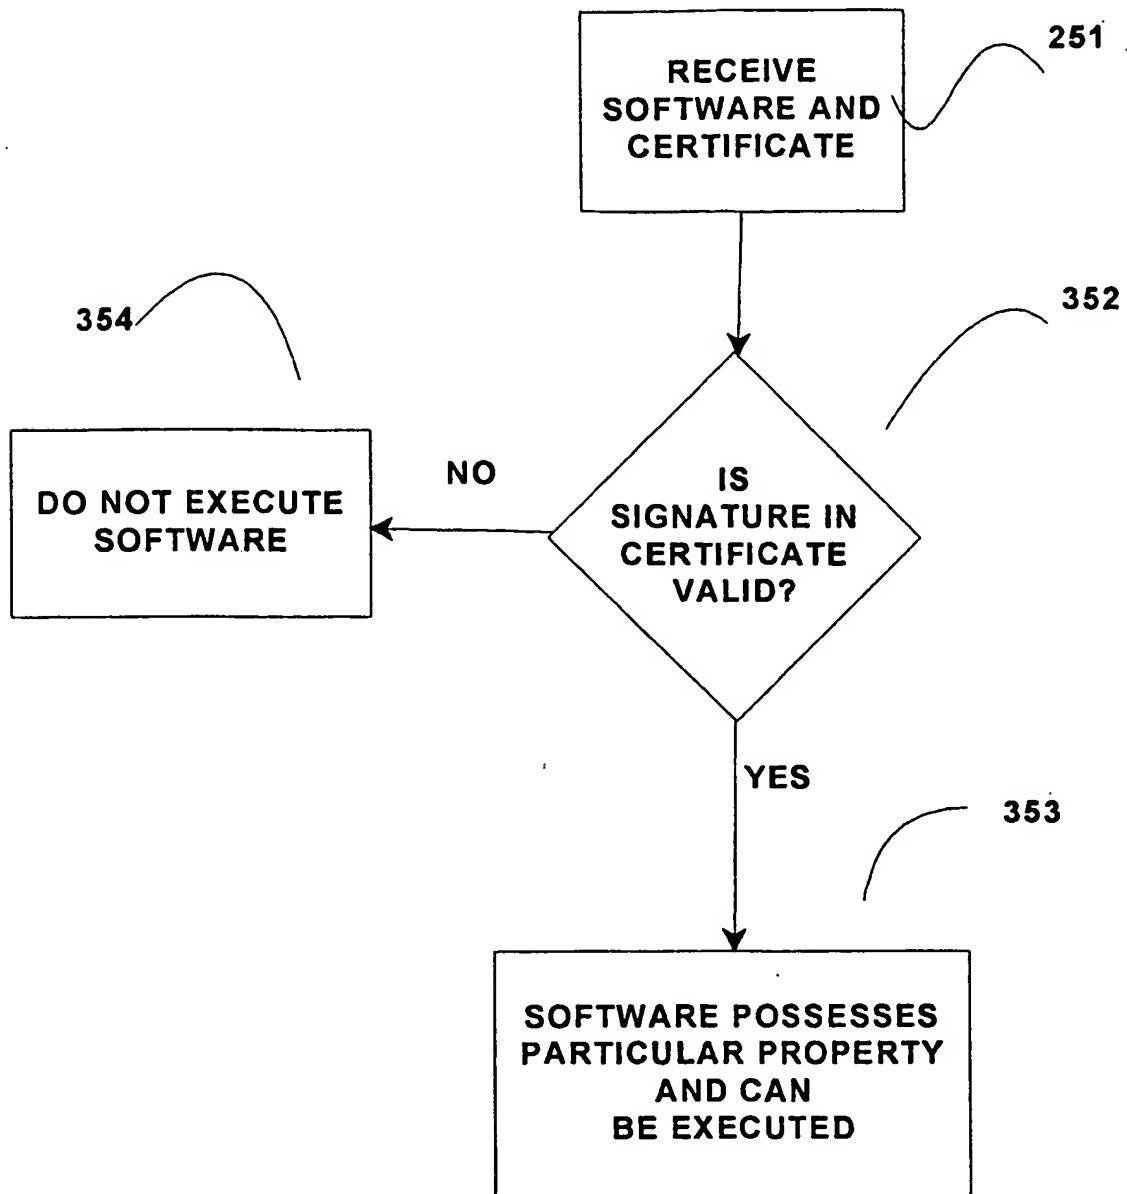 251
RECEIVE
SOFTWARE AND
CERTIFICATE
352
354
IS
SIGNATURE IN
CERTIFICATE
VALID?
NO
DO NOT EXECUTE
SOFTWARE
YES
353
SOFTWARE POSSESSES
PARTICULAR PROPERTY
AND CAN
BE EXECUTED